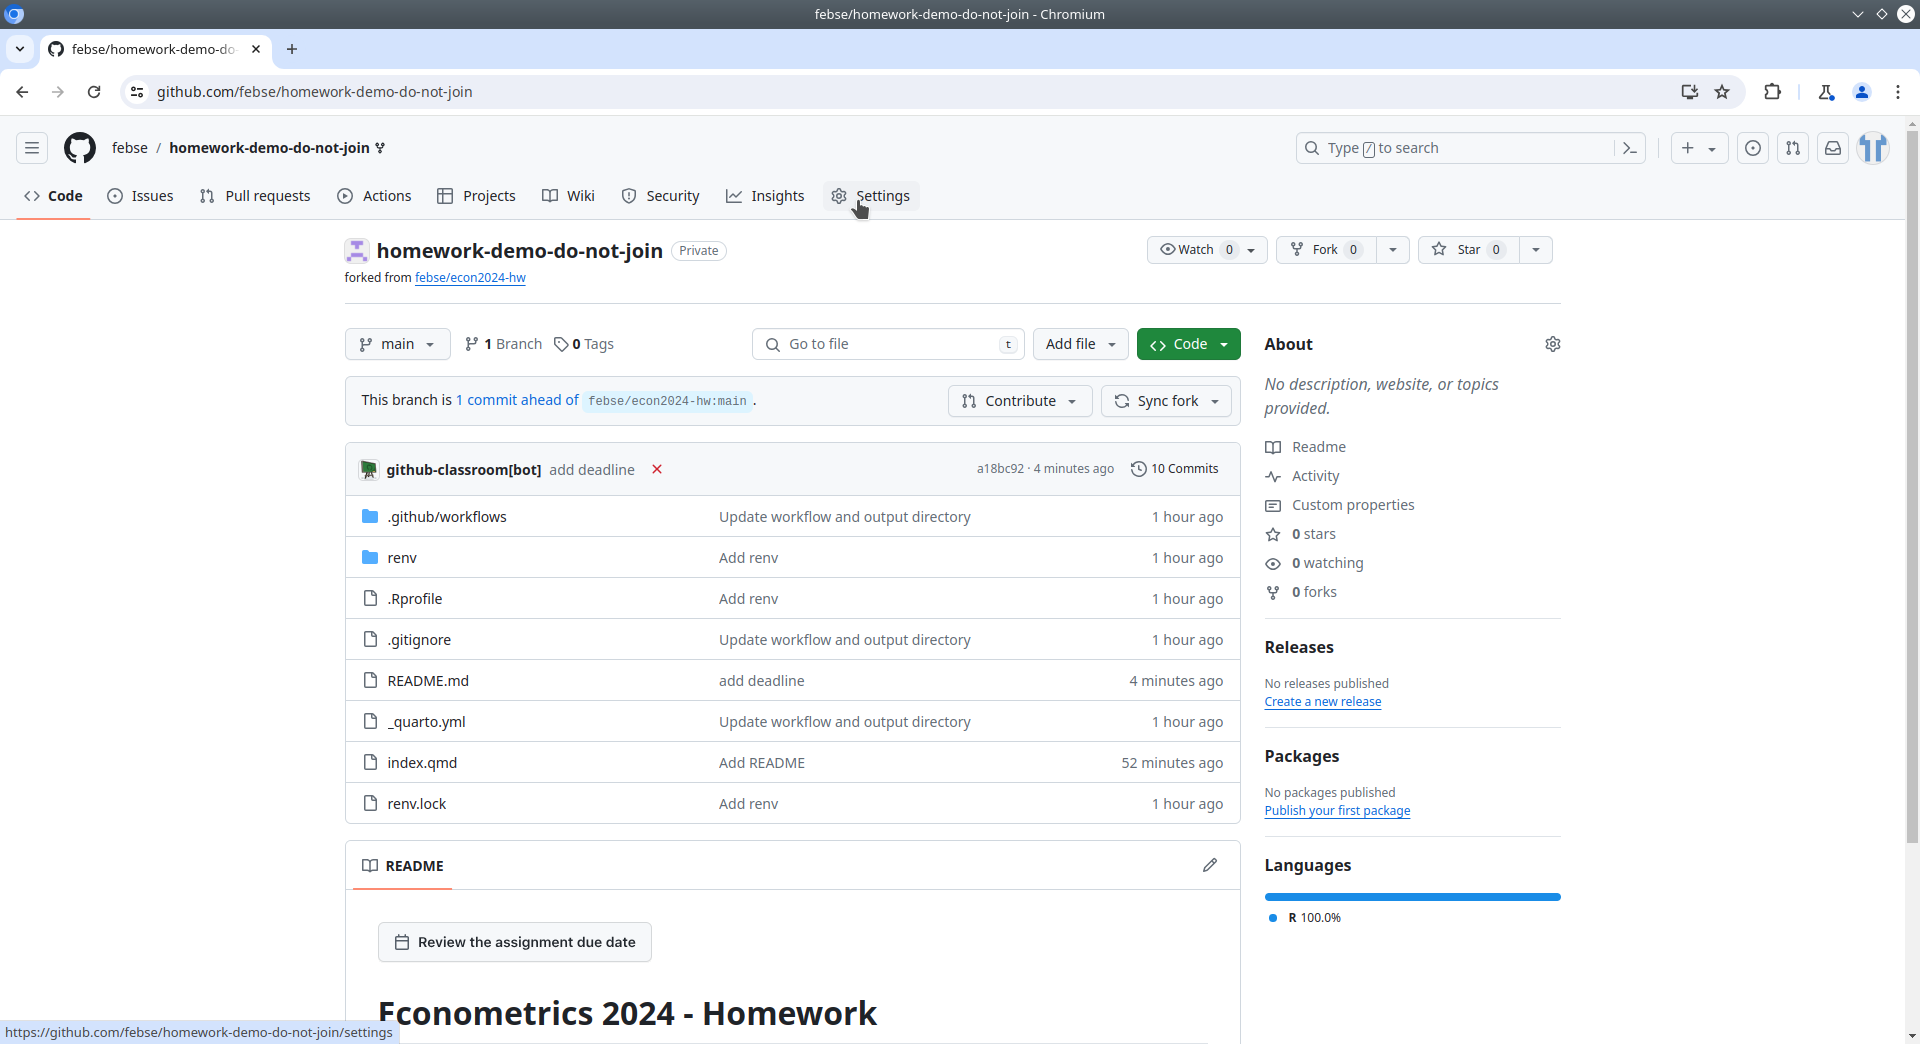 febse/homework-demo-do-not-join - Chromium
febse/homework-demo-do
github.com/febse/homework-demo-do-not-join
febse / homework-demo-do-not-join
Type / to search
Code Issues Pull requests Actions Projects Wiki Security Insights Settings
homework-demo-do-not-join Private
Watch 0 Fork 0 Star 0
forked from febse/econ2024-hw
main 1 Branch 0 Tags Go to file t Add file Code
About
No description, website, or topics
provided.
This branch is 1 commit ahead of febse/econ2024-hw:main . Contribute Sync fork
github-classroom[bot] add deadline a18bc92 · 4 minutes ago 10 Commits
.github/workflows Update workflow and output directory 1 hour ago
renv Add renv 1 hour ago
.Rprofile Add renv 1 hour ago
.gitignore Update workflow and output directory 1 hour ago
README.md add deadline 4 minutes ago
_quarto.yml Update workflow and output directory 1 hour ago
index.qmd Add README 52 minutes ago
renv.lock Add renv 1 hour ago
Readme
Activity
Custom properties
0 stars
0 watching
0 forks
Releases
No releases published
Create a new release
Packages
No packages published
Publish your first package
Languages
R 100.0%
README
Review the assignment due date
Econometrics 2024 - Homework
https://github.com/febse/homework-demo-do-not-join/settings